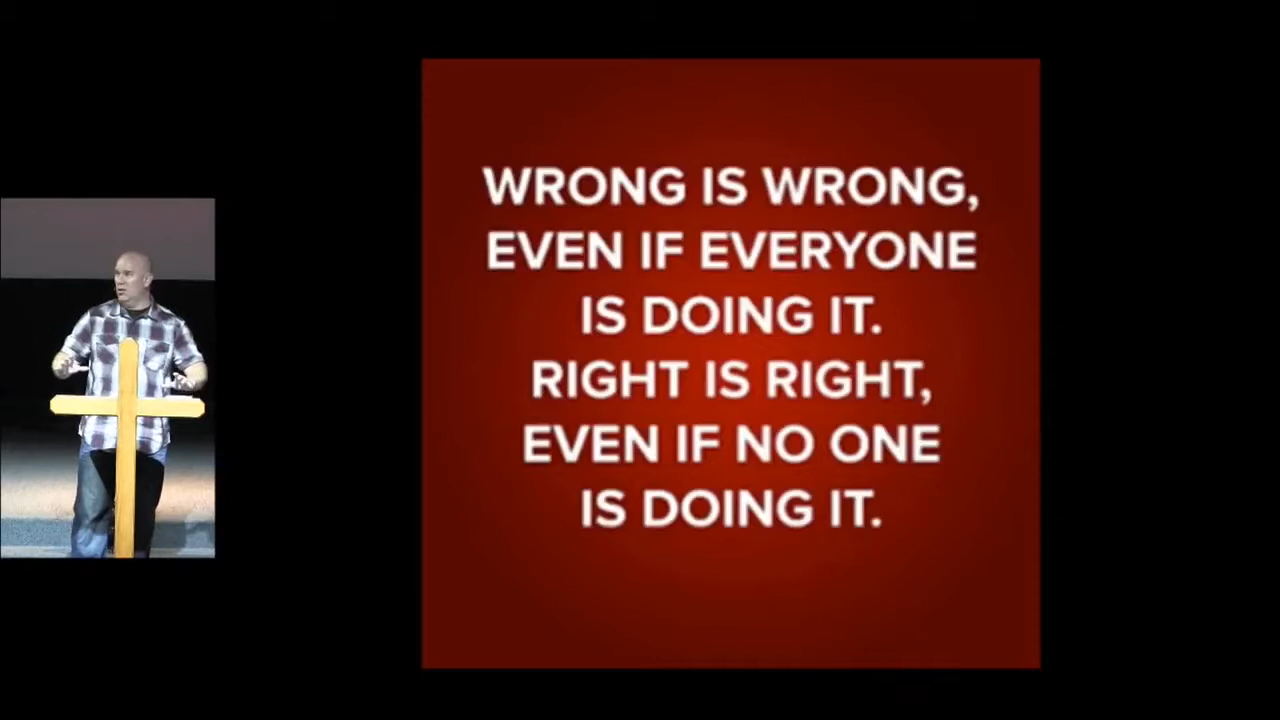 WRONG IS WRONG,
EVEN IF EVERYONE
IS DOING IT.
RIGHT IS RIGHT,
EVEN IF NO ONE
IS DOING IT.